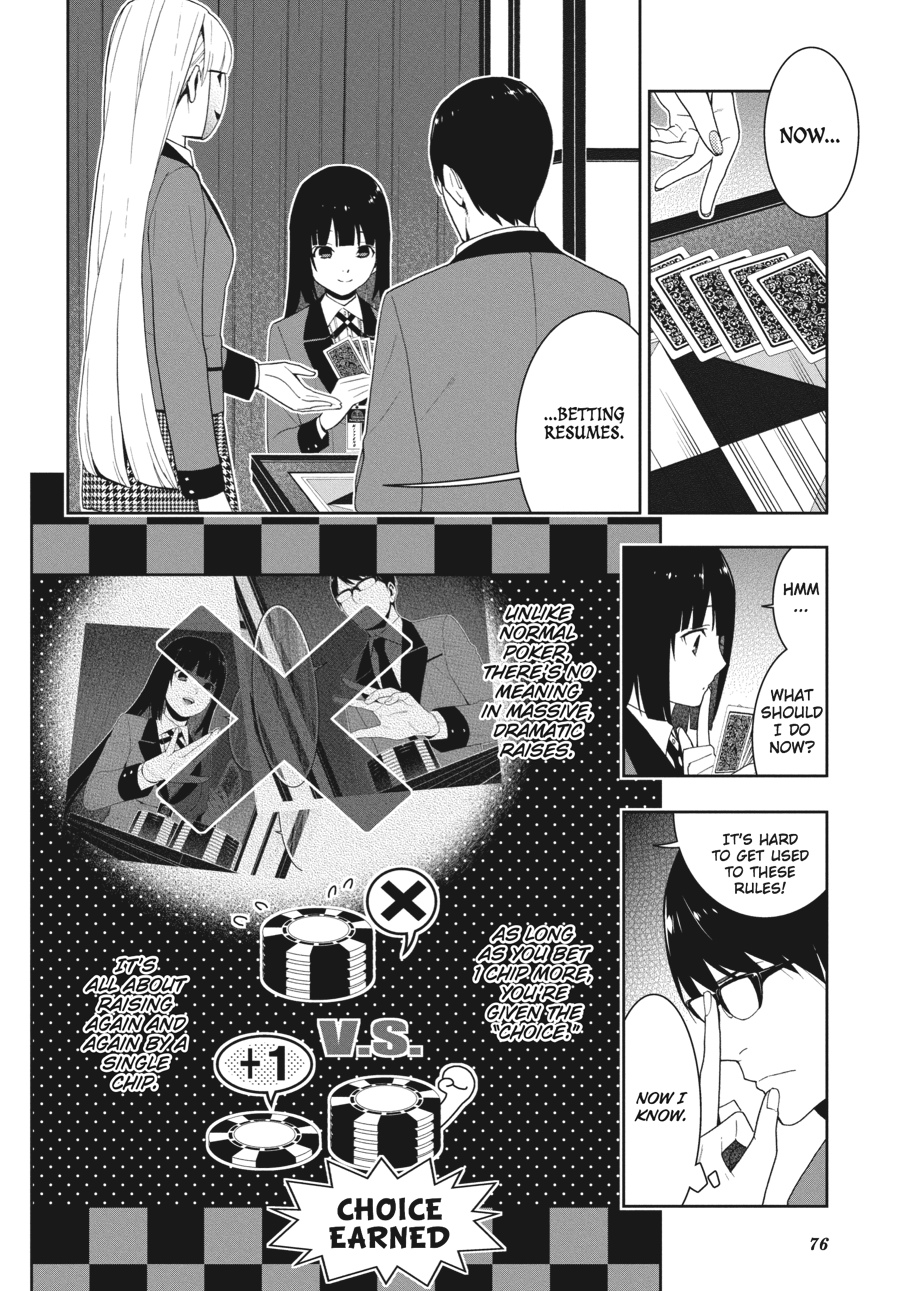 NOW...
...BETTING
RESUMES.
HMM
...
WHAT
SHOULD
I DO
NOW?
IT'S HARD
TO GET USED
TO THESE
RULES!
NOW I
KNOW.
UNLIKE
NORMAL
POKER,
THERE'S NO
MEANING
IN MASSIVE,
DRAMATIC
RAISES.
AS LONG
AS YOU BET
1 CHIP MORE,
YOU'RE
GIVEN THE
"CHOICE."
IT'S
ALL ABOUT
RAISING
AGAIN AND
AGAIN BY A
SINGLE
CHIP.
V.S.
+1
CHOICE
EARNED
76